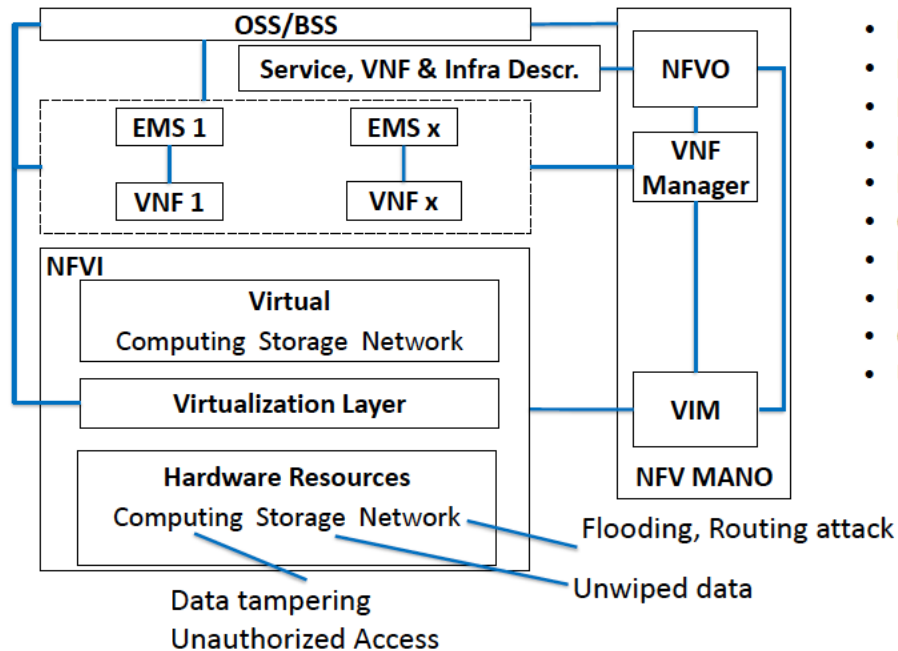 OSS/BSS
Service, VNF & Infra Descr.
NFVO
EMS 1
EMS x
VNF
Manager
VNF 1
VNF x
NFVI
Virtual
Computing Storage Network
Virtualization Layer
VIM
Hardware Resources
NFV MANO
Computing Storage Network
Flooding, Routing attack
Unwiped data
Data tampering
Unauthorized Access